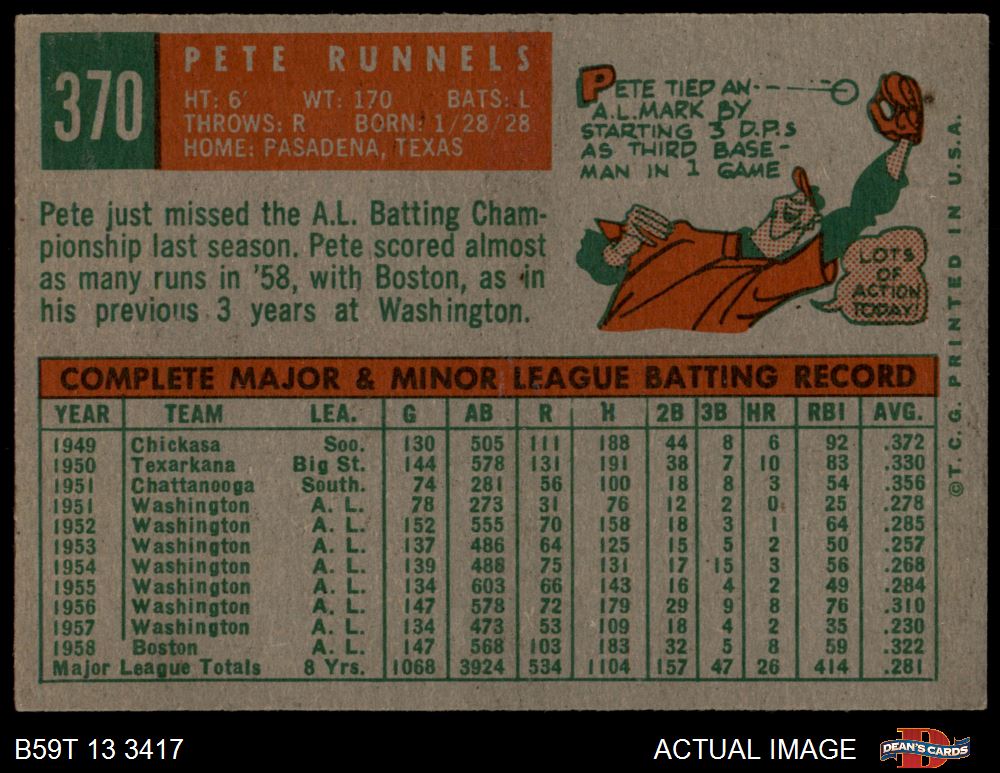 370
PETE RUNNELS
HT: 6' WT: 170 BATS: L
THROWS: R BORN: 1/28/28
HOME: PASADENA, TEXAS
Pete just missed the A.L. Batting Cham-
pionship last season. Pete scored almost
as many runs in '58, with Boston, as in
his previous 3 years at Washington.
PETE TIED AN
A.L. MARK BY
STARTING 3 D.P.s
AS THIRD BASE-
MAN IN 1 GAME
LOTS
OF
ACTION
TODAY
COMPLETE MAJOR & MINOR LEAGUE BATTING RECORD
YEAR TEAM LEA. G AB R H 2B 3B HR RBI AVG.
1949 Chickasa Soo. 130 505 111 188 44 8 6 92 .372
1950 Texarkana Big St. 144 578 131 191 38 7 10 83 .330
1951 Chattanooga South. 74 281 56 100 18 8 3 54 .356
1951 Washington A. L. 78 273 31 76 12 2 0 25 .278
1952 Washington A. L. 152 555 70 158 18 3 1 64 .285
1953 Washington A. L. 137 486 64 125 15 5 2 50 .257
1954 Washington A. L. 139 488 75 131 17 15 3 56 .268
1955 Washington A. L. 134 603 66 143 16 4 2 49 .284
1956 Washington A. L. 147 578 72 179 29 9 8 76 .310
1957 Washington A. L. 134 473 53 109 18 4 2 35 .230
1958 Boston A. L. 147 568 103 183 32 5 8 59 .322
Major League Totals 8 Yrs. 1068 3924 534 1104 157 47 26 414 .281
©T. C. G. PRINTED IN U.S.A.
B59T 13 3417
ACTUAL IMAGE
DEAN'S CARDS